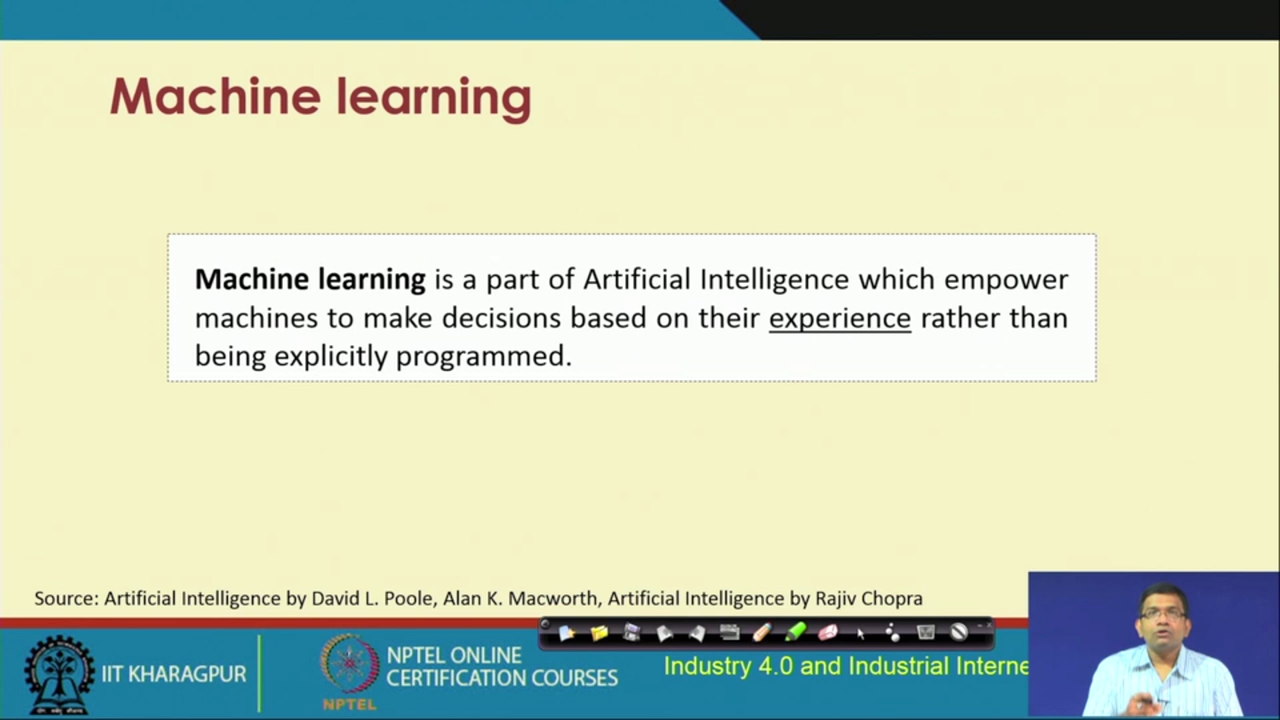 Machine learning
Machine learning is a part of Artificial Intelligence which empower
machines to make decisions based on their experience rather than
being explicitly programmed.
Source: Artificial Intelligence by David L. Poole, Alan K. Macworth, Artificial Intelligence by Rajiv Chopra
IIT KHARAGPUR
NPTEL
NPTEL ONLINE
CERTIFICATION COURSES
Industry 4.0 and Industrial Interne